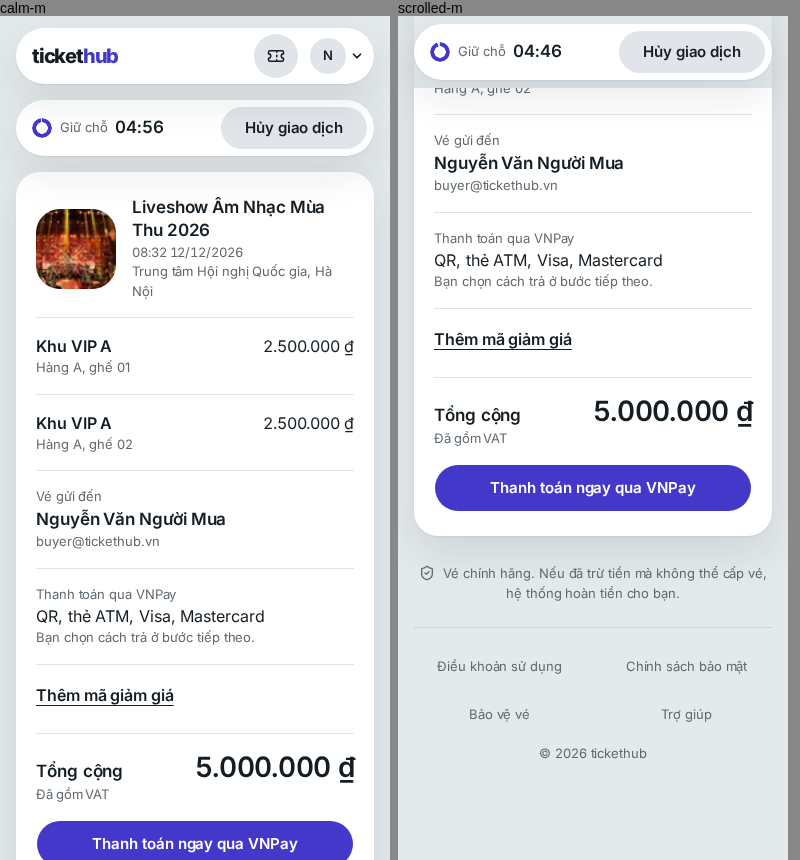 calm-m
tickethub
N
Giữ chỗ 04:56
Hủy giao dịch
Liveshow Âm Nhạc Mùa
Thu 2026
08:32 12/12/2026
Trung tâm Hội nghị Quốc gia, Hà
Nội
Khu VIP A
2.500.000 ₫
Hàng A, ghế 01
Khu VIP A
2.500.000 ₫
Hàng A, ghế 02
Vé gửi đến
Nguyễn Văn Người Mua
buyer@tickethub.vn
Thanh toán qua VNPay
QR, thẻ ATM, Visa, Mastercard
Bạn chọn cách trả ở bước tiếp theo.
Thêm mã giảm giá
Tổng cộng
5.000.000 ₫
Đã gồm VAT
Thanh toán ngay qua VNPay
scrolled-m
Giữ chỗ 04:46
Hủy giao dịch
Hàng A, ghế 02
Vé gửi đến
Nguyễn Văn Người Mua
buyer@tickethub.vn
Thanh toán qua VNPay
QR, thẻ ATM, Visa, Mastercard
Bạn chọn cách trả ở bước tiếp theo.
Thêm mã giảm giá
Tổng cộng
5.000.000 ₫
Đã gồm VAT
Thanh toán ngay qua VNPay
Vé chính hãng. Nếu đã trừ tiền mà không thể cấp vé,
hệ thống hoàn tiền cho bạn.
Điều khoản sử dụng
Chính sách bảo mật
Bảo vệ vé
Trợ giúp
© 2026 tickethub